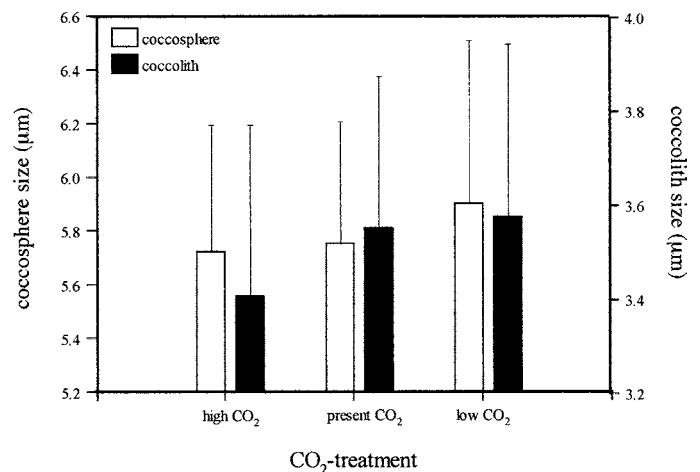 6.6
6.4
6.2
6.0
5.8
5.6
5.4
5.2
coccosphere size (μm)
coccosphere
coccolith
4.0
3.8
3.6
3.4
3.2
coccolith size (μm)
high CO₂
present CO₂
low CO₂
CO₂-treatment